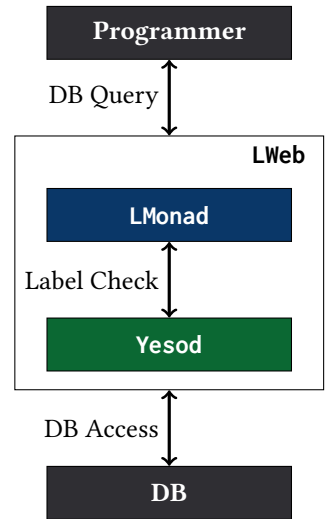 Programmer
DB Query
LWeb
LMonad
Label Check
Yesod
DB Access
DB